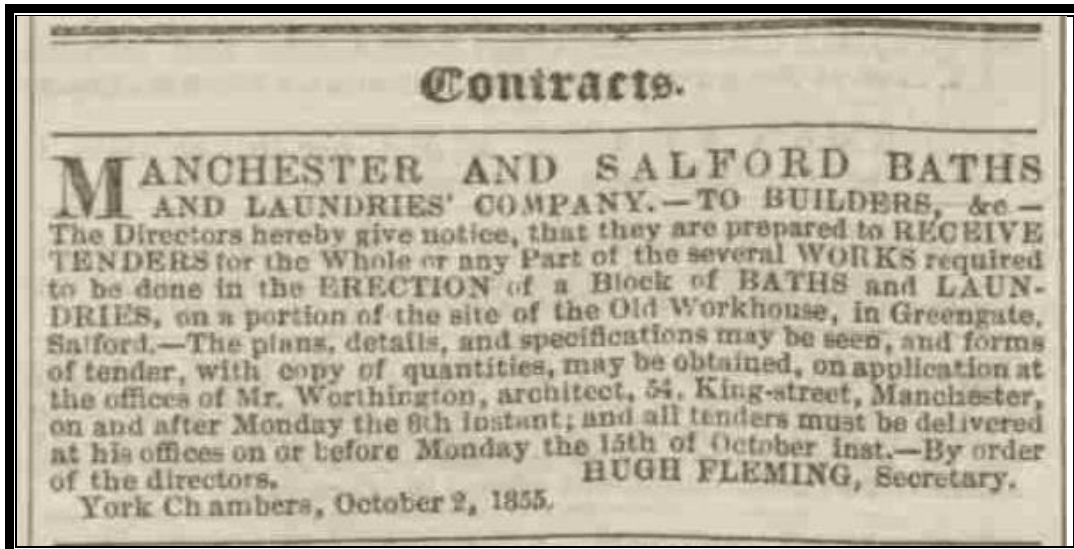 Contracts.
MANCHESTER AND SALFORD BATHS
AND LAUNDRIES' COMPANY.—TO BUILDERS, &c—
The Directors hereby give notice, that they are prepared to RECEIVE
TENDERS for the Whole or any Part of the several WORKS required
to be done in the ERECTION of a Block of BATHS and LAUN-
DRIES, on a portion of the site of the Old Workhouse, in Greengate,
Salford.—The plans, details, and specifications may be seen, and forms
of tender, with copy of quantities, may be obtained, on application at
the offices of Mr. Worthington, architect, 54, King-street, Manchester,
on and after Monday the 8th instant; and all tenders must be delivered
at his offices on or before Monday the 15th of October inst.—By order
of the directors. HUGH FLEMING, Secretary.
York Chambers, October 2, 1855.